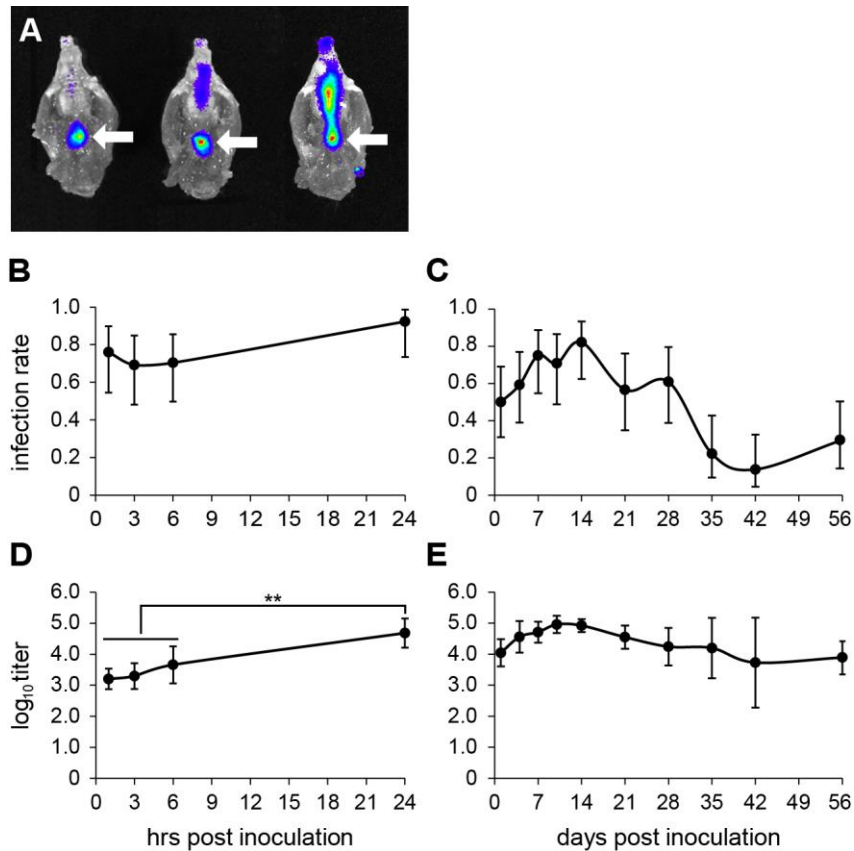 A
B
infection rate
1.0
0.8
0.6
0.4
0.2
0
0 3 6 9 12 15 18 21 24
C
1.0
0.8
0.6
0.4
0.2
0
0 7 14 21 28 35 42 49 56
D
log10 titer
6.0
5.0
4.0
3.0
2.0
1.0
0
**
0 3 6 9 12 15 18 21 24
hrs post inoculation
E
6.0
5.0
4.0
3.0
2.0
1.0
0
0 7 14 21 28 35 42 49 56
days post inoculation